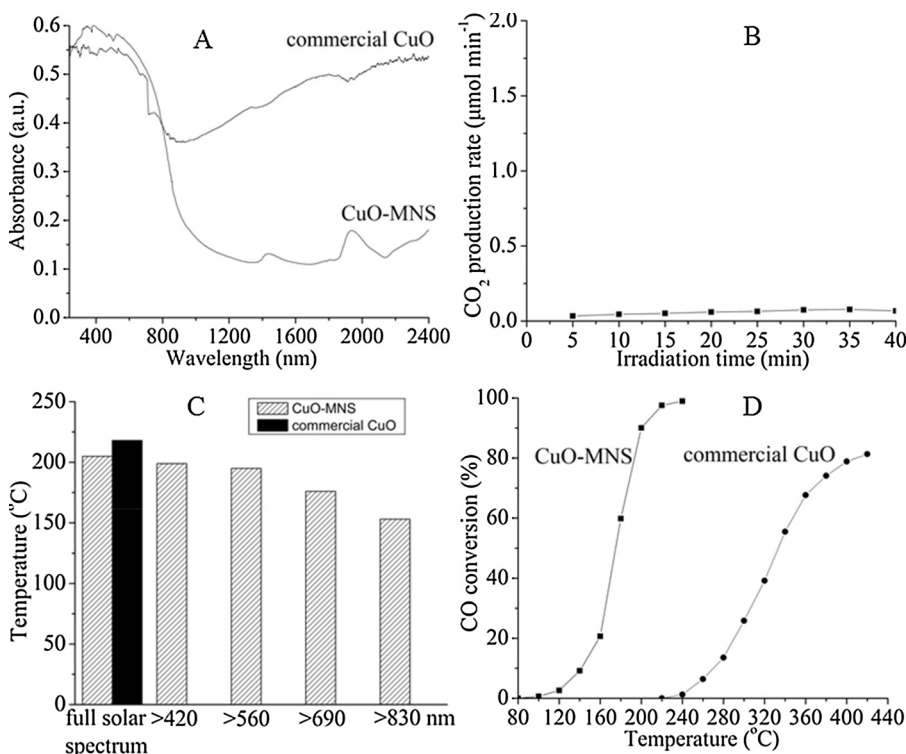 A
commercial CuO
CuO-MNS
Absorbance (a.u.)
0.6
0.5
0.4
0.3
0.2
0.1
0.0
400 800 1200 1600 2000 2400
Wavelength (nm)
B
CO₂ production rate (μmol min⁻¹)
2.0
1.5
1.0
0.5
0.0
0 5 10 15 20 25 30 35 40
Irradiation time (min)
C
CuO-MNS
commercial CuO
Temperature (°C)
250
200
150
200
50
0
full solar >420 >560 >690 >830 nm
spectrum
D
CuO-MNS
commercial CuO
CO conversion (%)
100
80
60
40
20
0
80 120 160 200 240 280 320 360 400 440
Temperature (°C)